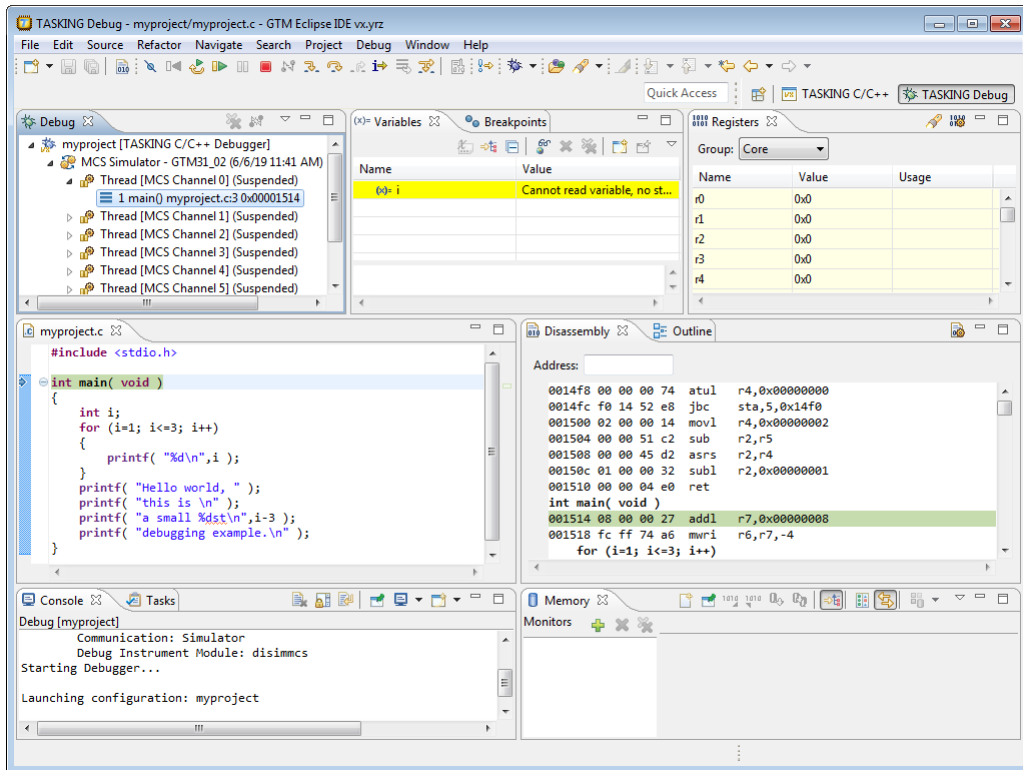 TASKING Debug - myproject/myproject.c - GTM Eclipse IDE vx.yrz
File Edit Source Refactor Navigate Search Project Debug Window Help
Quick Access
TASKING C/C++
TASKING Debug
Debug
myproject [TASKING C/C++ Debugger]
MCS Simulator - GTM31_02 (6/6/19 11:41 AM)
Thread [MCS Channel 0] (Suspended)
1 main() myproject.c:3 0x00001514
Thread [MCS Channel 1] (Suspended)
Thread [MCS Channel 2] (Suspended)
Thread [MCS Channel 3] (Suspended)
Thread [MCS Channel 4] (Suspended)
Thread [MCS Channel 5] (Suspended)
(x)= Variables
Breakpoints
Name Value
(x)= i Cannot read variable, no st...
Registers
Group: Core
Name Value Usage
r0 0x0
r1 0x0
r2 0x0
r3 0x0
r4 0x0
myproject.c
#include <stdio.h>
int main( void )
{
int i;
for (i=1; i<=3; i++)
{
printf( "%d\n",i );
}
printf( "Hello world, " );
printf( "this is \n" );
printf( "a small %dst\n",i-3 );
printf( "debugging example.\n" );
}
Disassembly
Outline
Address:
0014f8 00 00 00 74 atul r4,0x00000000
0014fc f0 14 52 e8 jbc sta,5,0x14f0
001500 02 00 00 14 movl r4,0x00000002
001504 00 00 51 c2 sub r2,r5
001508 00 00 45 d2 asrs r2,r4
00150c 01 00 00 32 subl r2,0x00000001
001510 00 00 04 e0 ret
int main( void )
001514 08 00 00 27 addl r7,0x00000008
001518 fc ff 74 a6 mwri r6,r7,-4
for (i=1; i<=3; i++)
Console
Tasks
Debug [myproject]
Communication: Simulator
Debug Instrument Module: disimmcs
Starting Debugger...
Launching configuration: myproject
Memory
Monitors